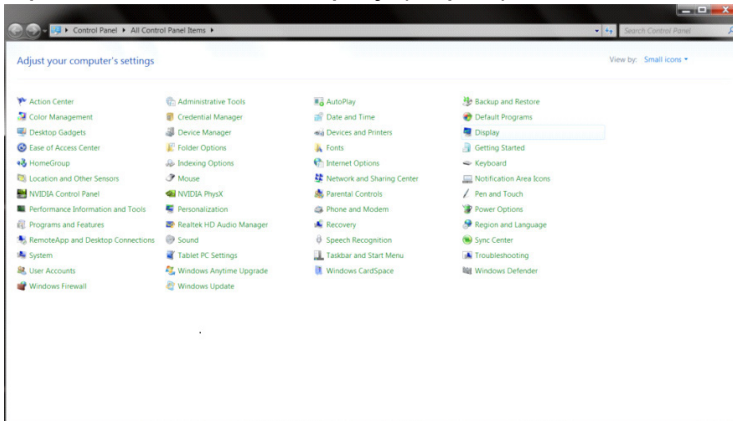 Control Panel ▸ All Control Panel Items ▸
Search Control Panel
Adjust your computer's settings
View by: Small icons
Action Center
Administrative Tools
AutoPlay
Backup and Restore
Color Management
Credential Manager
Date and Time
Default Programs
Desktop Gadgets
Device Manager
Devices and Printers
Display
Ease of Access Center
Folder Options
Fonts
Getting Started
HomeGroup
Indexing Options
Internet Options
Keyboard
Location and Other Sensors
Mouse
Network and Sharing Center
Notification Area Icons
NVIDIA Control Panel
NVIDIA PhysX
Parental Controls
Pen and Touch
Performance Information and Tools
Personalization
Phone and Modem
Power Options
Programs and Features
Realtek HD Audio Manager
Recovery
Region and Language
RemoteApp and Desktop Connections
Sound
Speech Recognition
Sync Center
System
Tablet PC Settings
Taskbar and Start Menu
Troubleshooting
User Accounts
Windows Anytime Upgrade
Windows CardSpace
Windows Defender
Windows Firewall
Windows Update